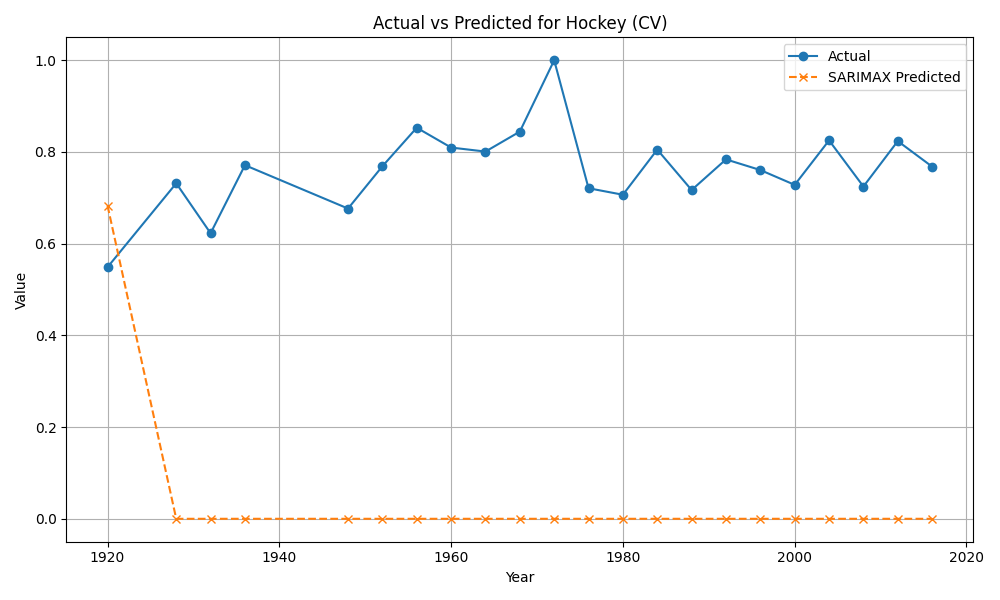 Actual vs Predicted for Hockey (CV)
Actual
SARIMAX Predicted
1.0
0.8
0.6
0.4
0.2
0.0
Value
1920
1940
1960
1980
2000
2020
Year